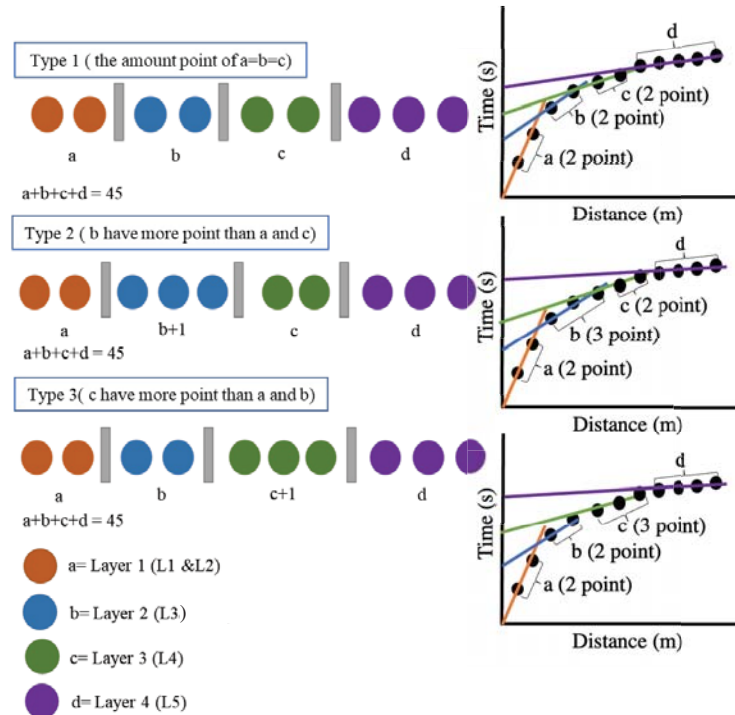 Type 1 ( the amount point of a=b=c)
a
b
c
d
a+b+c+d = 45
Time (s)
d
c (2 point)
b (2 point)
a (2 point)
Distance (m)
Type 2 ( b have more point than a and c)
a
b+1
c
d
a+b+c+d = 45
Time (s)
d
c (2 point)
b (3 point)
a (2 point)
Distance (m)
Type 3( c have more point than a and b)
a
b
c+1
d
a+b+c+d = 45
Time (s)
d
c (3 point)
b (2 point)
a (2 point)
Distance (m)
a= Layer 1 (L1 &L2)
b= Layer 2 (L3)
c= Layer 3 (L4)
d= Layer 4 (L5)